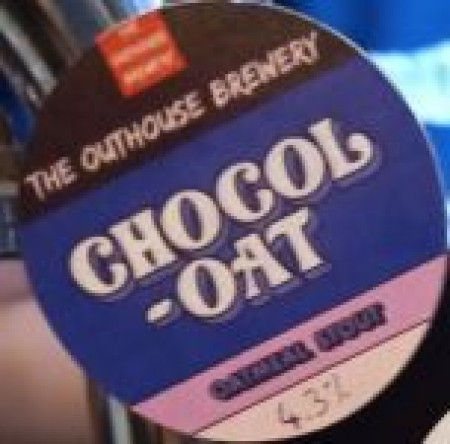 THE OUTHOUSE BREWERY
CHOCOL
-OAT
OATMEAL STOUT
4.3%